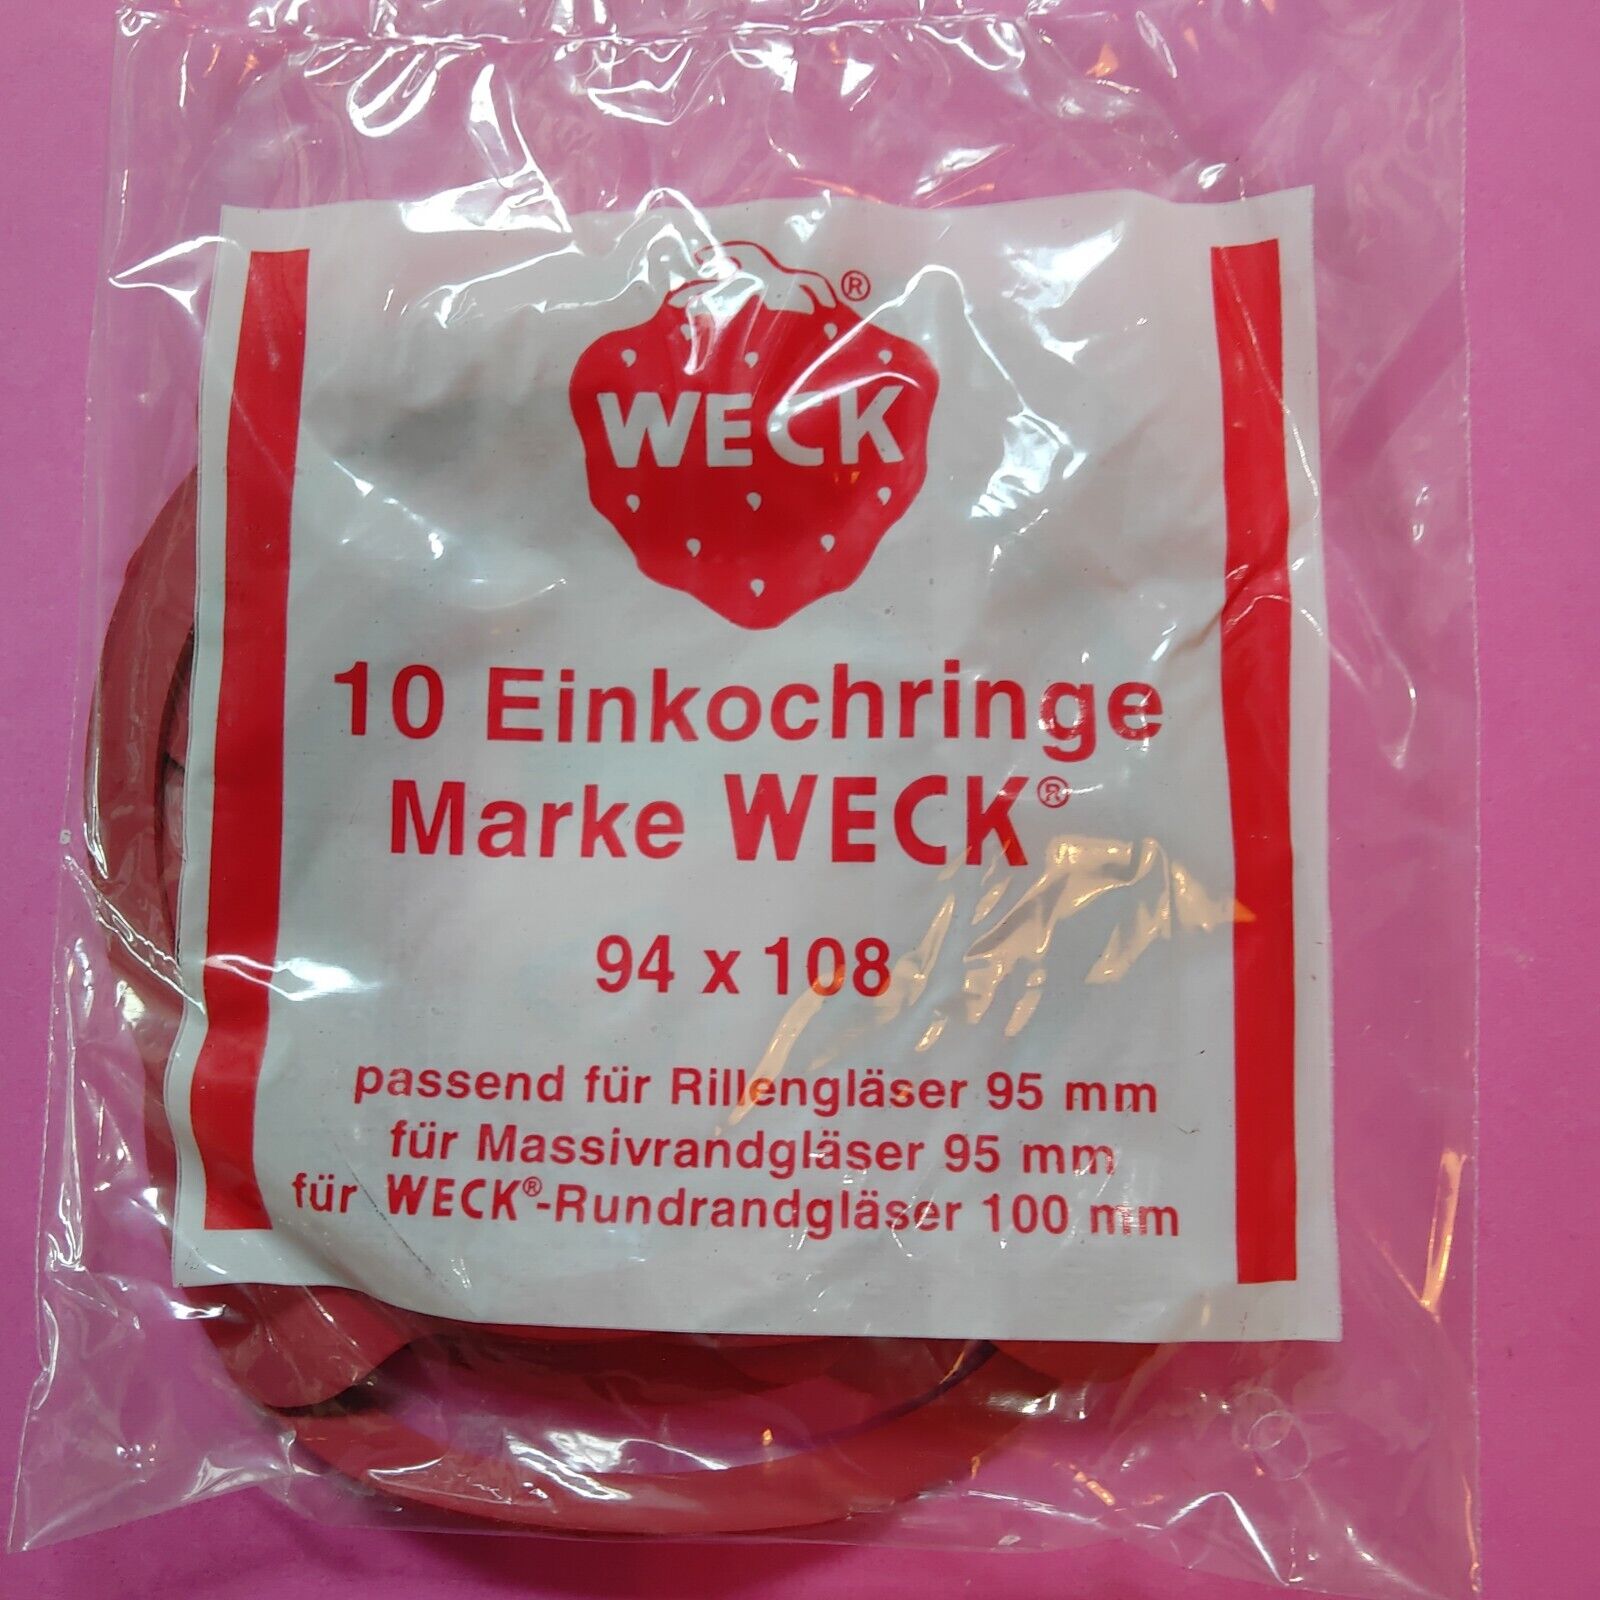 ®
WECK
10 Einkochringe
Marke WECK®
94 x 108
passend für Rillengläser 95 mm
für Massivrandgläser 95 mm
für WECK®-Rundrandgläser 100 mm